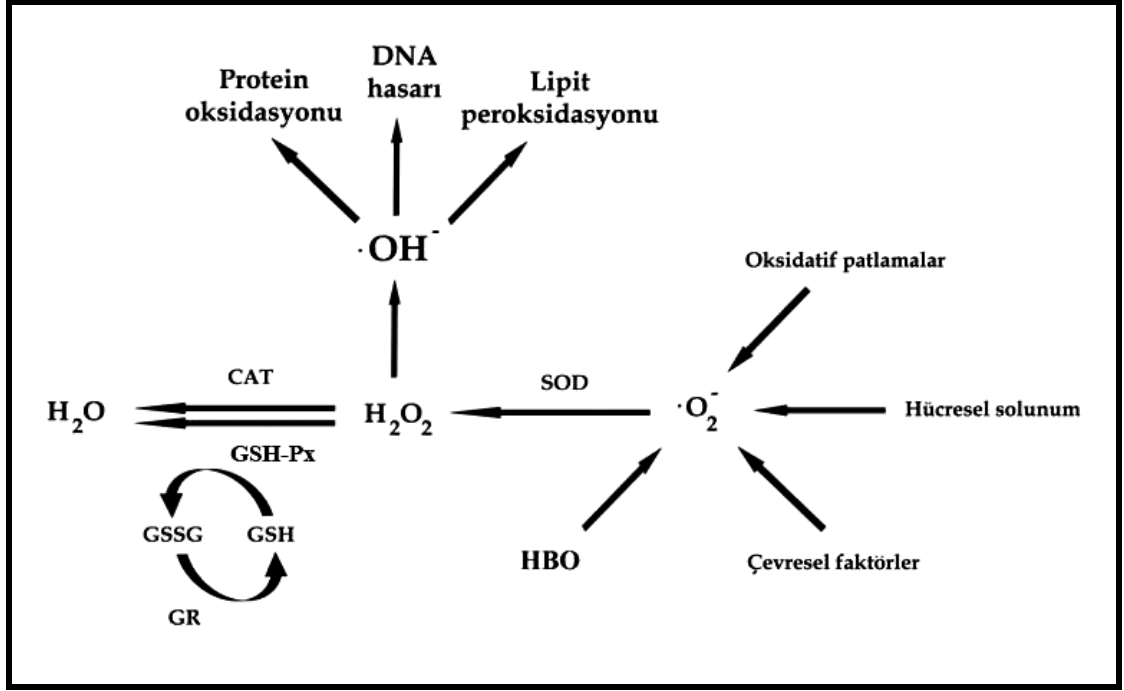 DNA
hasarı
Protein
oksidasyonu
Lipit
peroksidasyonu
·OH⁻
Oksidatif patlamalar
CAT
SOD
H₂O
H₂O₂
·O₂⁻
Hücresel solunum
GSH-Px
GSSG
GSH
HBO
Çevresel faktörler
GR